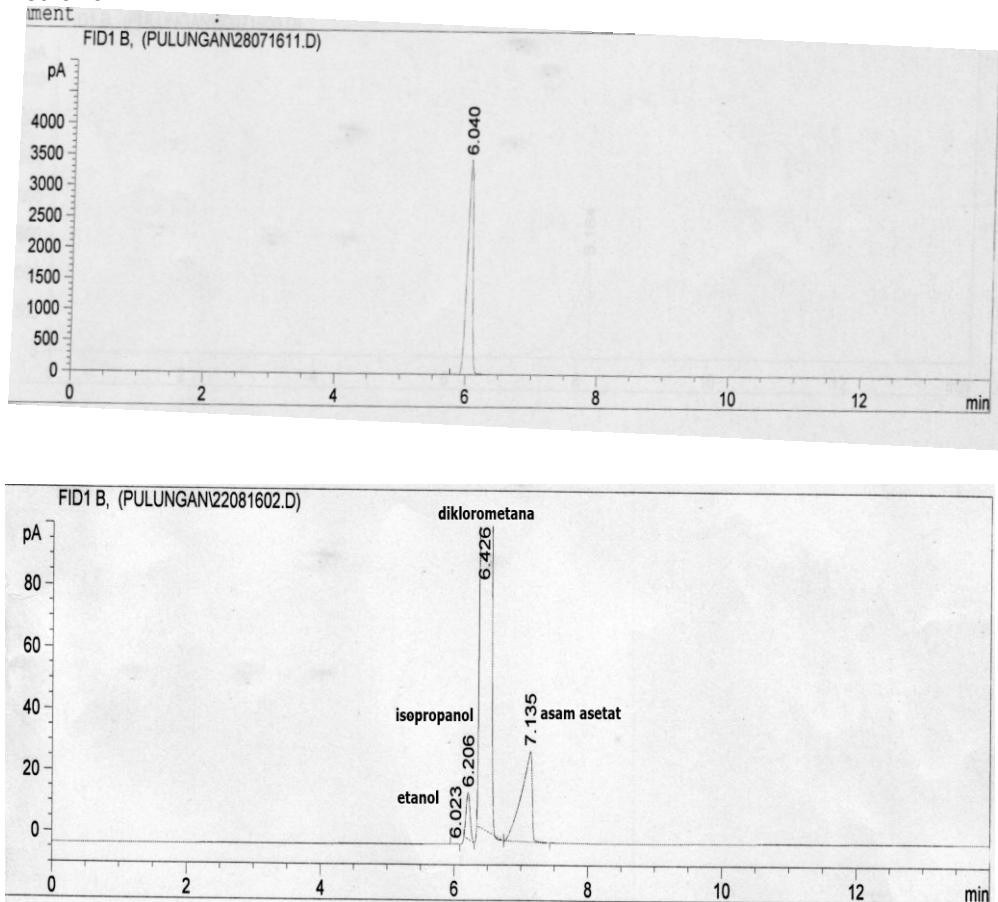 ment
FID1 B, (PULUNGAN\28071611.D)
pA
4000
3500
3000
2500
2000
1500
1000
500
0
6.040
0 2 4 6 8 10 12 min
FID1 B, (PULUNGAN\22081602.D)
pA
80
60
40
20
0
diklorometana
6.426
isopropanol
6.206
etanol
6.023
7.135
asam asetat
0 2 4 6 8 10 12 min